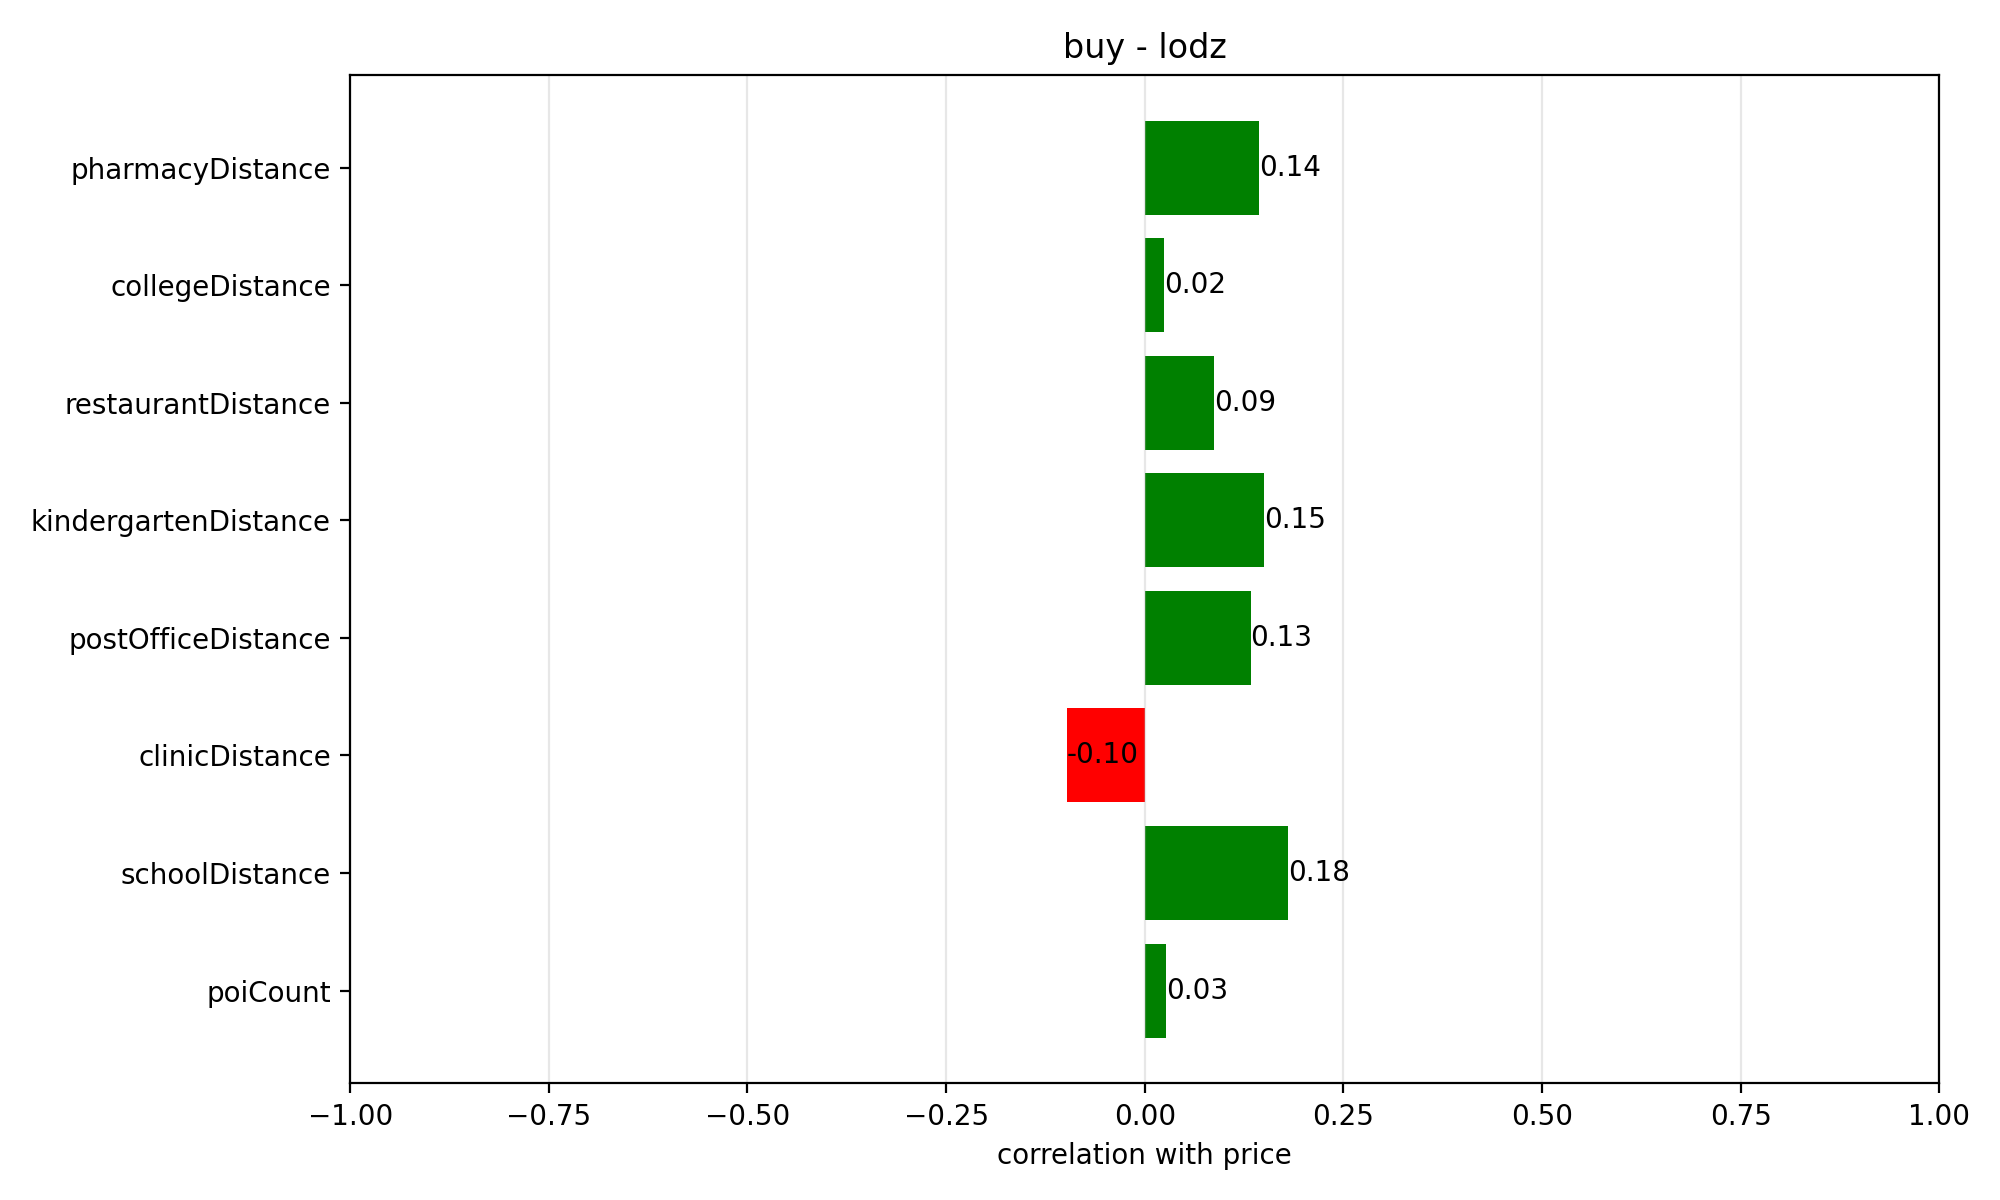 buy - lodz
pharmacyDistance 0.14
collegeDistance 0.02
restaurantDistance 0.09
kindergartenDistance 0.15
postOfficeDistance 0.13
clinicDistance -0.10
schoolDistance 0.18
poiCount 0.03
−1.00 −0.75 −0.50 −0.25 0.00 0.25 0.50 0.75 1.00
correlation with price